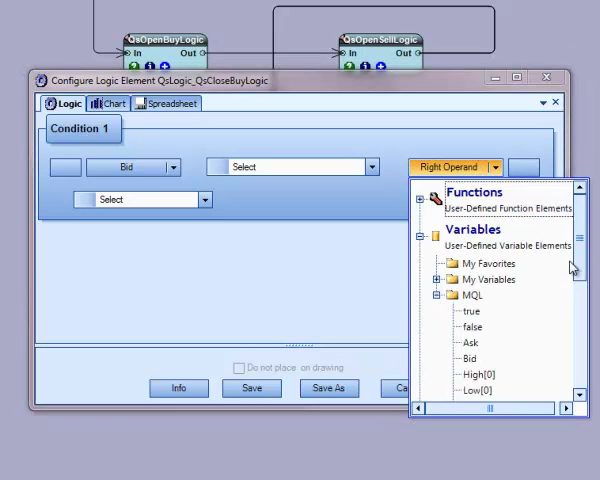 QsOpenBuyLogic
QsOpenSellLogic
In Out
In Out
Configure Logic Element QsLogic_QsCloseBuyLogic
Logic Chart Spreadsheet
Condition 1
Bid Select Right Operand
Select
Functions
User-Defined Function Elements
Variables
User-Defined Variable Elements
My Favorites
My Variables
MQL
true
false
Ask
Bid
High[0]
Low[0]
Do not place on drawing
Info Save Save As Ca